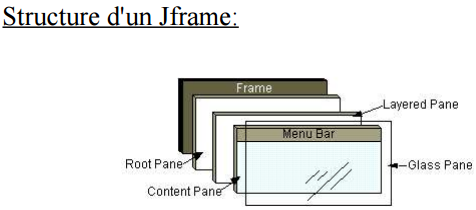 Structure d'un Jframe:
Frame
Layered Pane
Menu Bar
Root Pane
Glass Pane
Content Pane